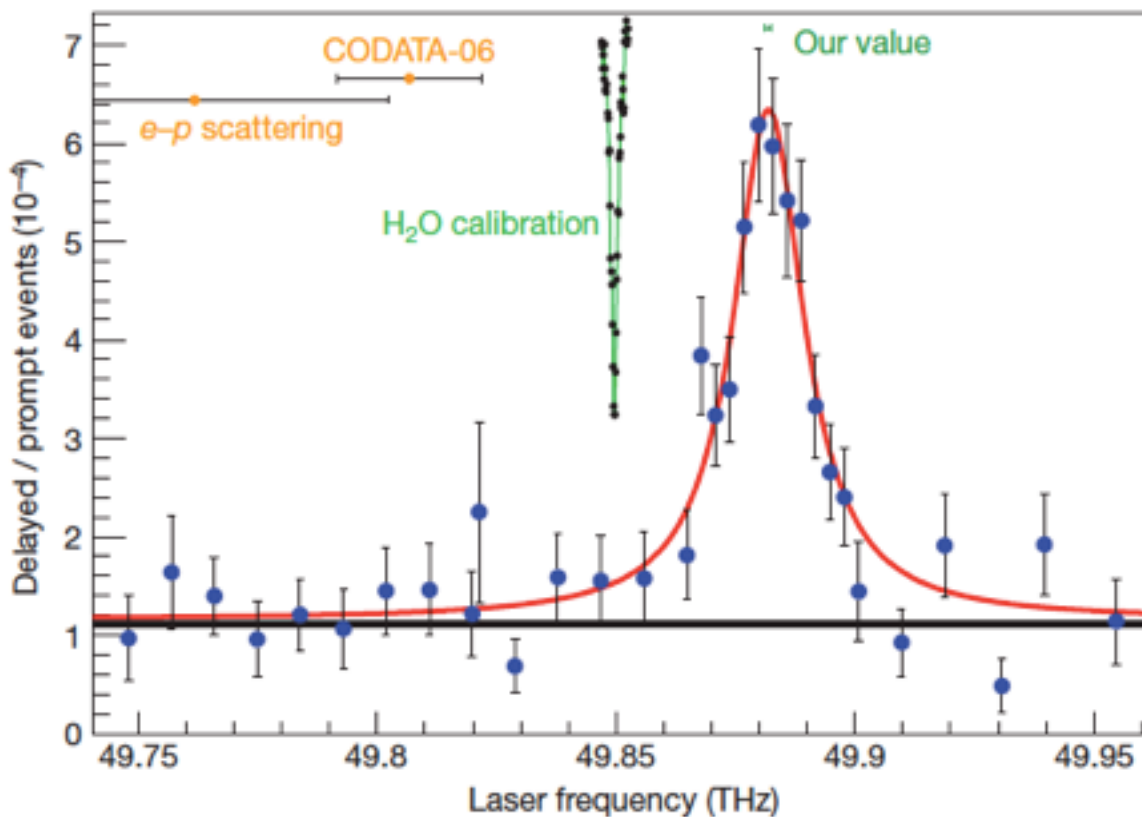 7
CODATA-06
Our value
e–p scattering
6
H₂O calibration
5
4
3
2
1
0
49.75 49.8 49.85 49.9 49.95
Delayed / prompt events (10⁻⁴)
Laser frequency (THz)